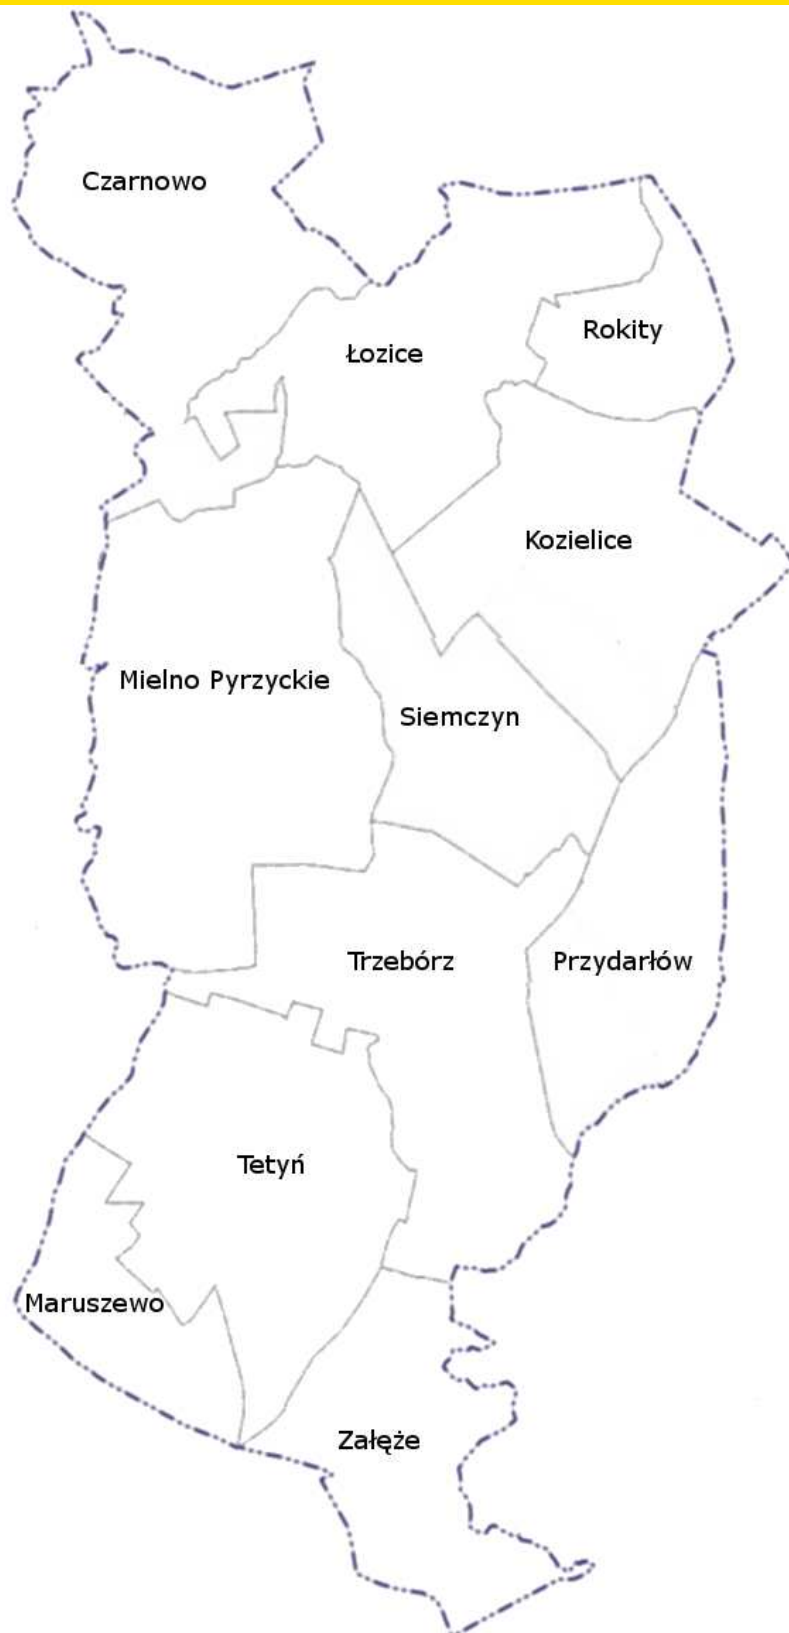 Czarnowo
Rokity
Łozice
Kozielice
Mielno Pyrzyckie
Siemczyn
Trzebórz
Przydarłów
Tetyń
Maruszewo
Załęże